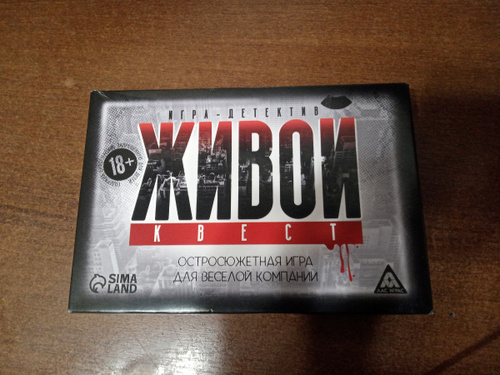 ИГРА-ДЕТЕКТИВ
ЖИВОЙ
КВЕСТ
18+
ОСТРОСЮЖЕТНАЯ ИГРА
ДЛЯ ВЕСЕЛОЙ КОМПАНИИ
SIMA
LAND